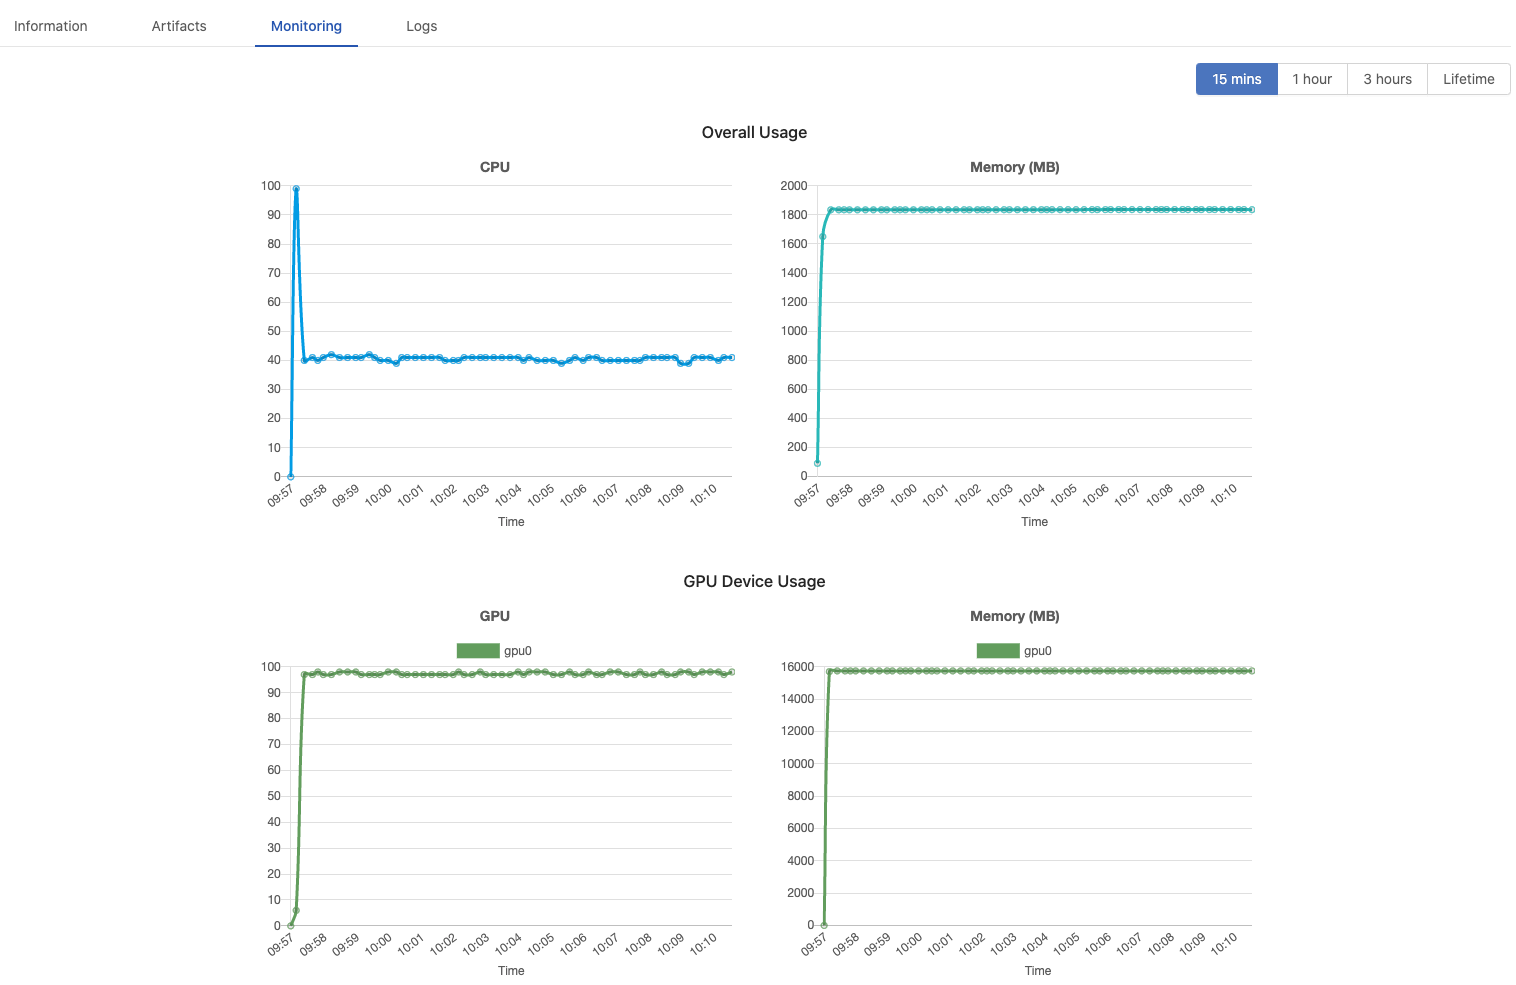 Information Artifacts Monitoring Logs
15 mins 1 hour 3 hours Lifetime
Overall Usage
CPU
100
90
80
70
60
50
40
30
20
10
0
09:57 09:58 09:59 10:00 10:01 10:02 10:03 10:04 10:05 10:06 10:07 10:08 10:09 10:10
Time
Memory (MB)
2000
1800
1600
1400
1200
1000
800
600
400
200
0
09:57 09:58 09:59 10:00 10:01 10:02 10:03 10:04 10:05 10:06 10:07 10:08 10:09 10:10
Time
GPU Device Usage
GPU
gpu0
100
90
80
70
60
50
40
30
20
10
0
09:57 09:58 09:59 10:00 10:01 10:02 10:03 10:04 10:05 10:06 10:07 10:08 10:09 10:10
Time
Memory (MB)
gpu0
16000
14000
12000
10000
8000
6000
4000
2000
0
09:57 09:58 09:59 10:00 10:01 10:02 10:03 10:04 10:05 10:06 10:07 10:08 10:09 10:10
Time